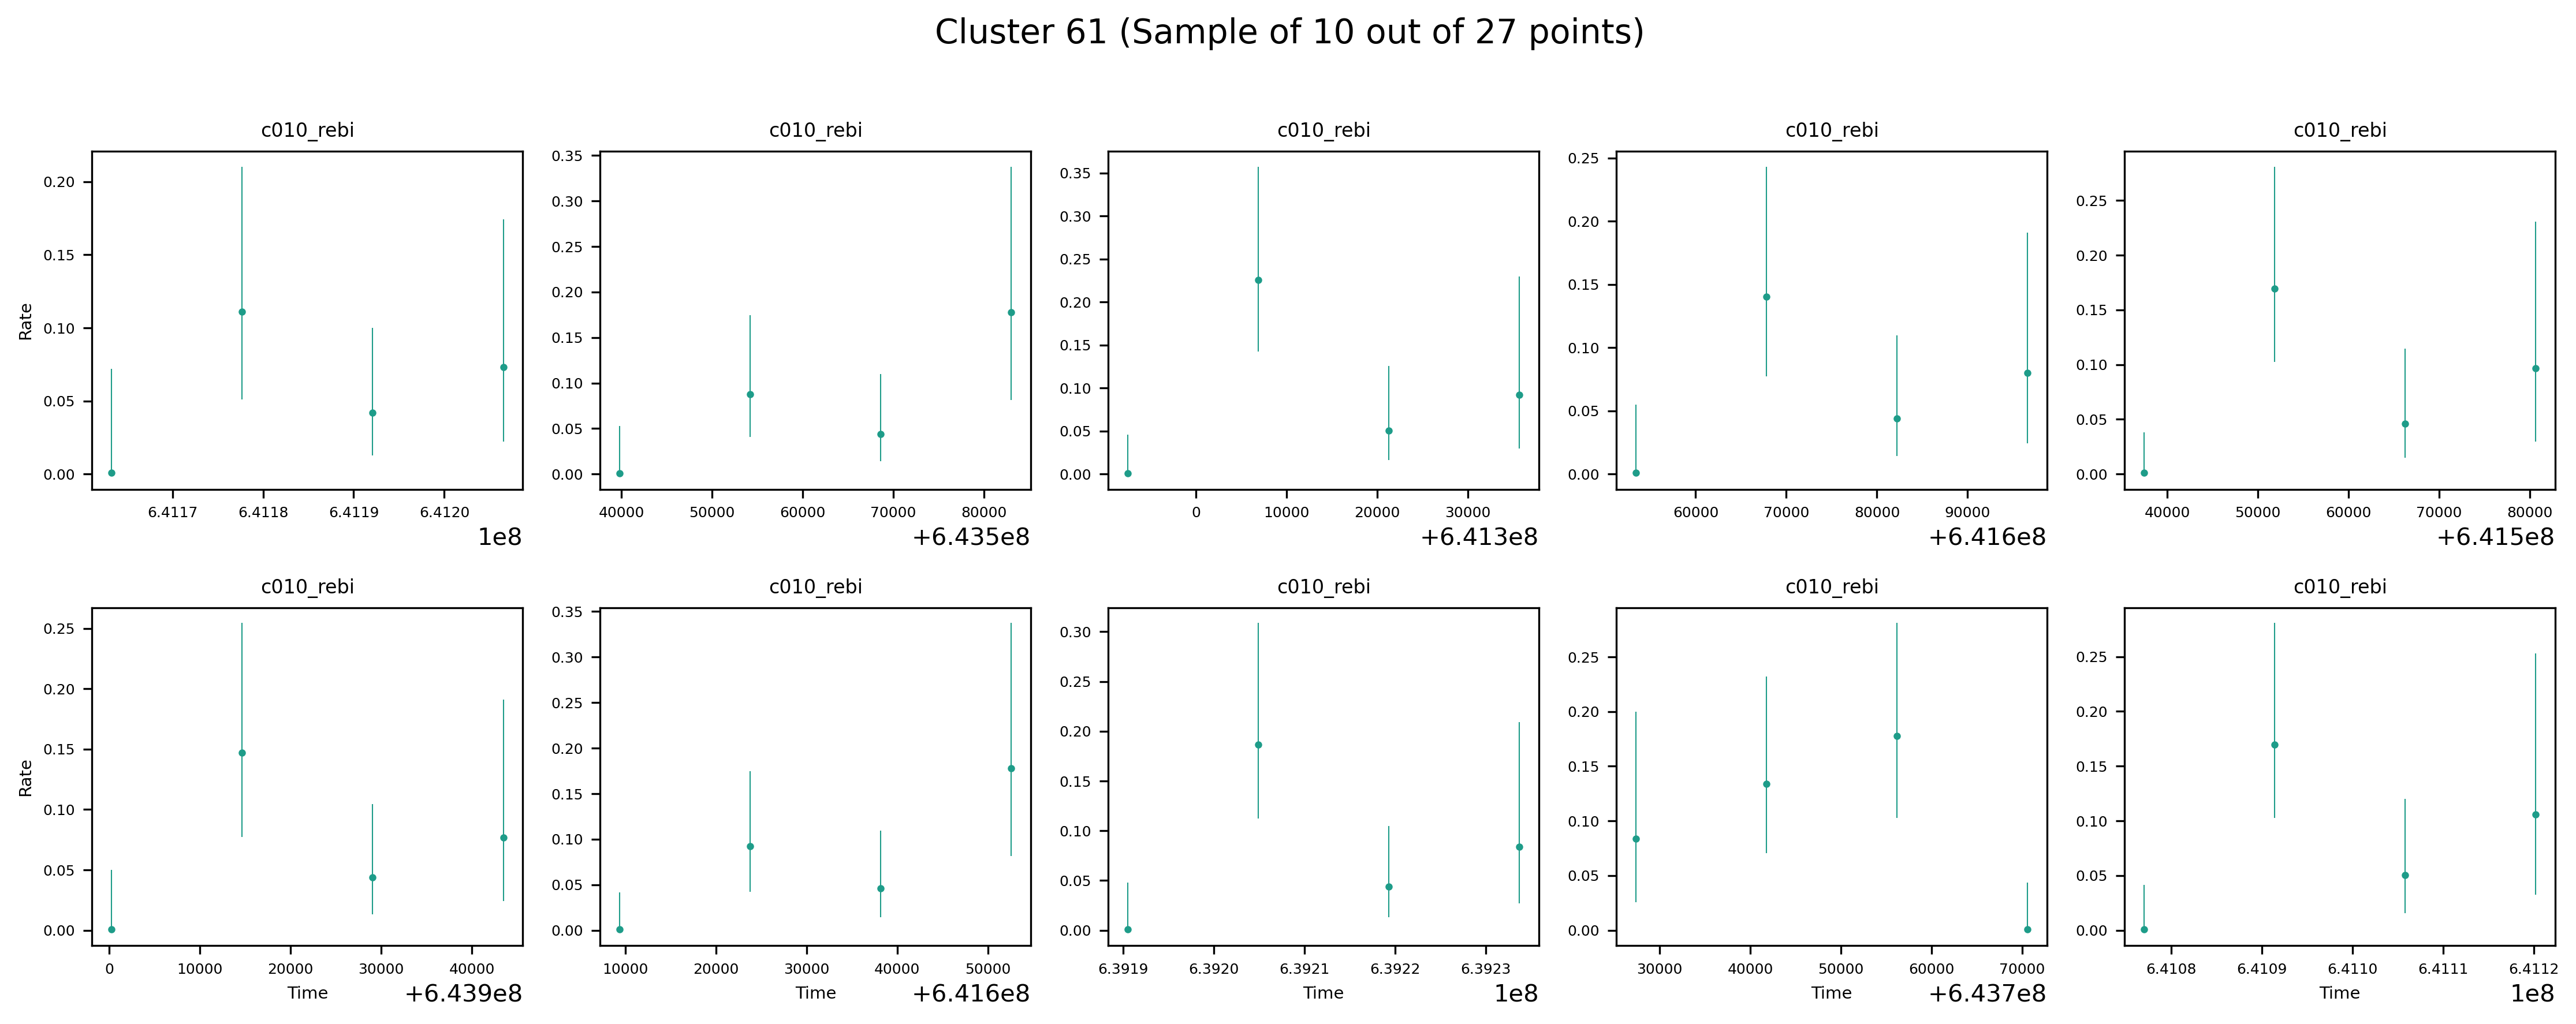 Cluster 61 (Sample of 10 out of 27 points)
c010_rebi c010_rebi c010_rebi c010_rebi c010_rebi
Rate
0.20 0.15 0.10 0.05 0.00
6.4117 6.4118 6.4119 6.4120
1e8
0.35 0.30 0.25 0.20 0.15 0.10 0.05 0.00
40000 50000 60000 70000 80000
+6.435e8
0.35 0.30 0.25 0.20 0.15 0.10 0.05 0.00
0 10000 20000 30000
+6.413e8
0.25 0.20 0.15 0.10 0.05 0.00
60000 70000 80000 90000
+6.416e8
0.25 0.20 0.15 0.10 0.05 0.00
40000 50000 60000 70000 80000
+6.415e8
c010_rebi c010_rebi c010_rebi c010_rebi c010_rebi
Rate
0.25 0.20 0.15 0.10 0.05 0.00
0 10000 20000 30000 40000
Time +6.439e8
0.35 0.30 0.25 0.20 0.15 0.10 0.05 0.00
10000 20000 30000 40000 50000
Time +6.416e8
0.30 0.25 0.20 0.15 0.10 0.05 0.00
6.3919 6.3920 6.3921 6.3922 6.3923
Time 1e8
0.25 0.20 0.15 0.10 0.05 0.00
30000 40000 50000 60000 70000
Time +6.437e8
0.25 0.20 0.15 0.10 0.05 0.00
6.4108 6.4109 6.4110 6.4111 6.4112
Time 1e8